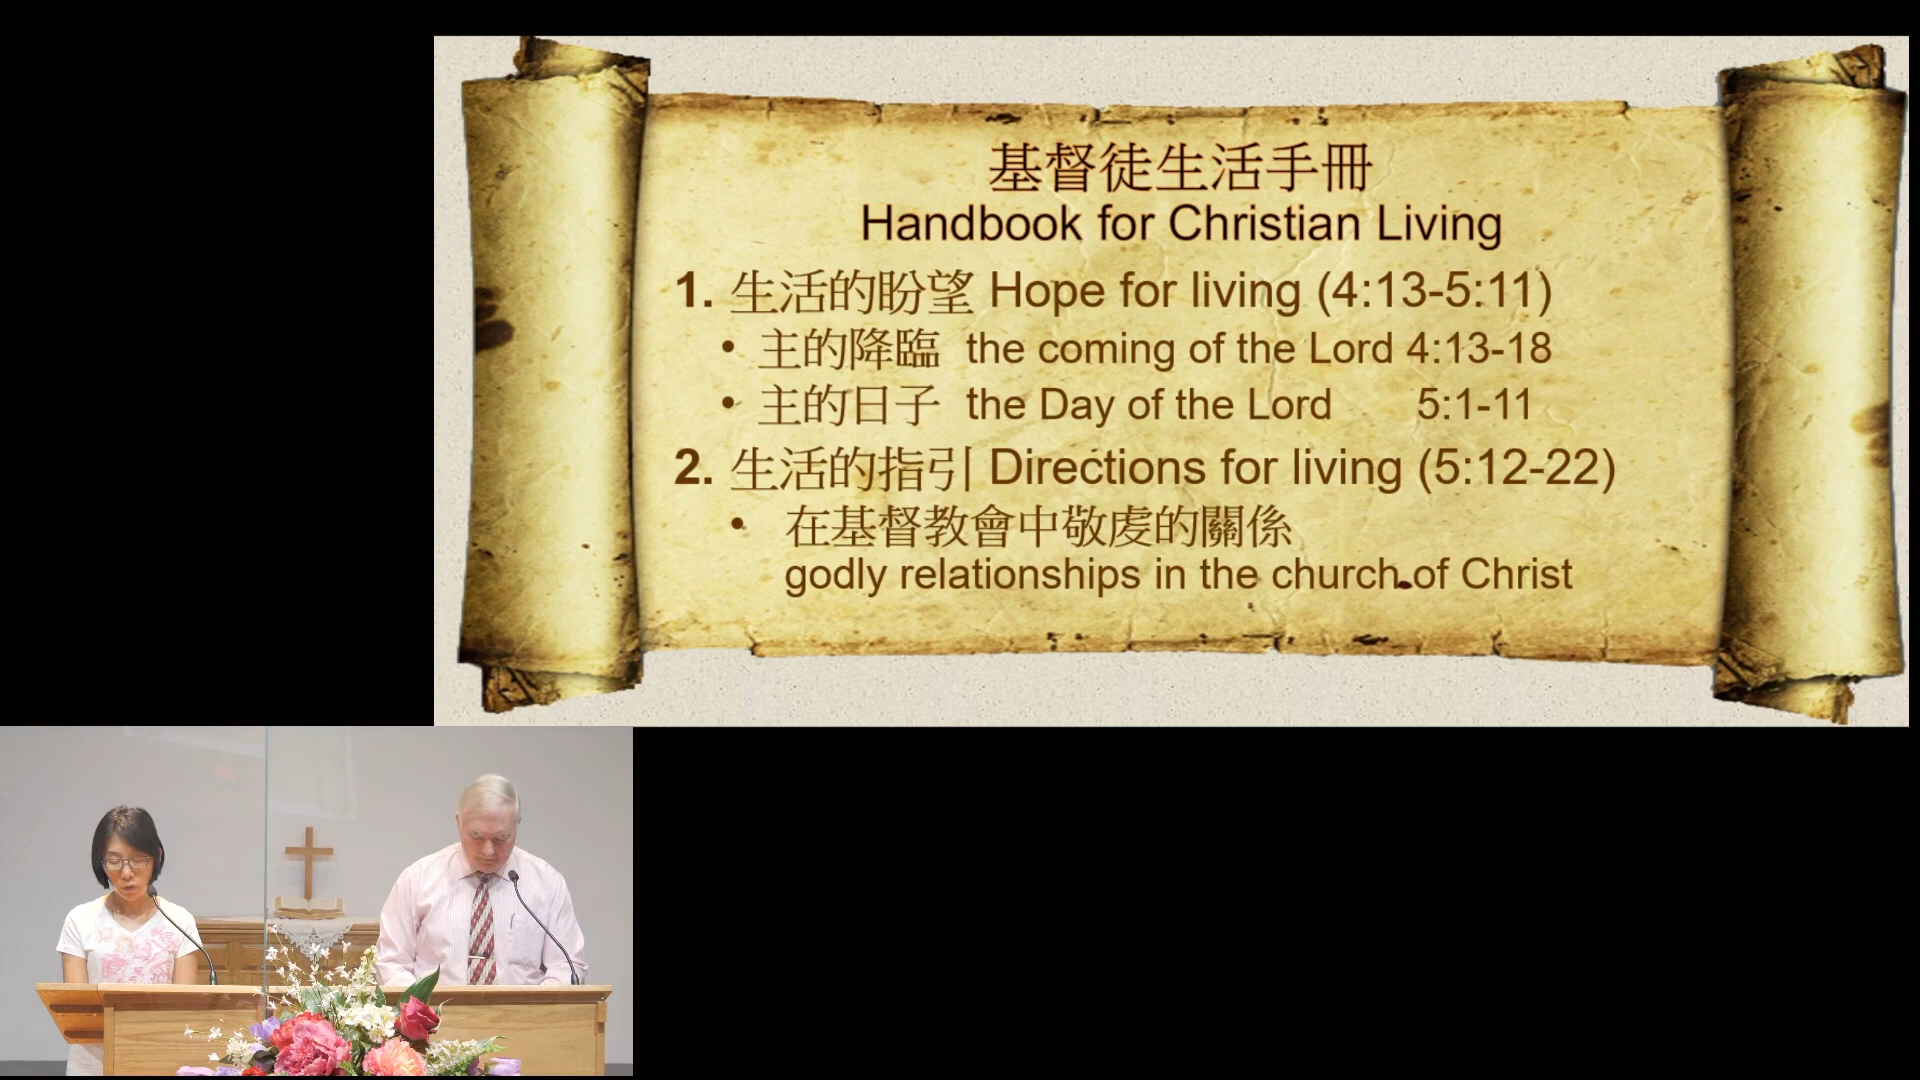 基督徒生活手冊
Handbook for Christian Living
1. 生活的盼望 Hope for living (4:13-5:11)
• 主的降臨 the coming of the Lord 4:13-18
• 主的日子 the Day of the Lord 5:1-11
2. 生活的指引 Directions for living (5:12-22)
• 在基督教會中敬虔的關係
godly relationships in the church of Christ